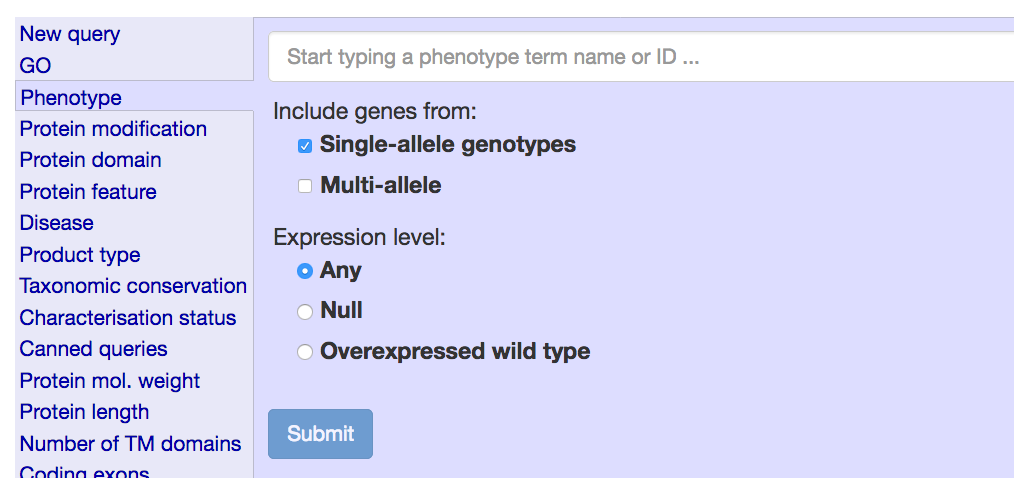 New query
GO
Phenotype
Protein modification
Protein domain
Protein feature
Disease
Product type
Taxonomic conservation
Characterisation status
Canned queries
Protein mol. weight
Protein length
Number of TM domains
Coding exons
Start typing a phenotype term name or ID ...
Include genes from:
Single-allele genotypes
Multi-allele
Expression level:
Any
Null
Overexpressed wild type
Submit